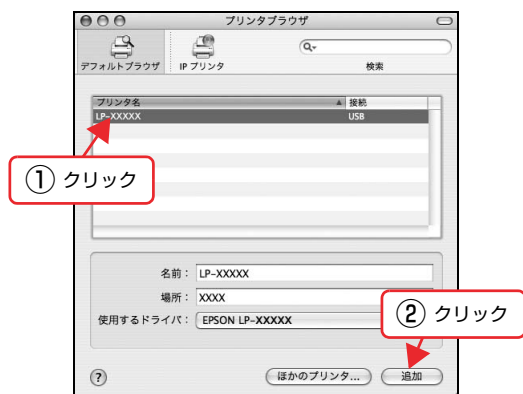 プリンタブラウザ
デフォルトブラウザ
IP プリンタ
検索
プリンタ名
接続
LP-XXXXX
USB
① クリック
名前：
LP-XXXXX
場所：
XXXX
使用するドライバ：
EPSON LP-XXXXX
② クリック
?
ほかのプリンタ...
追加